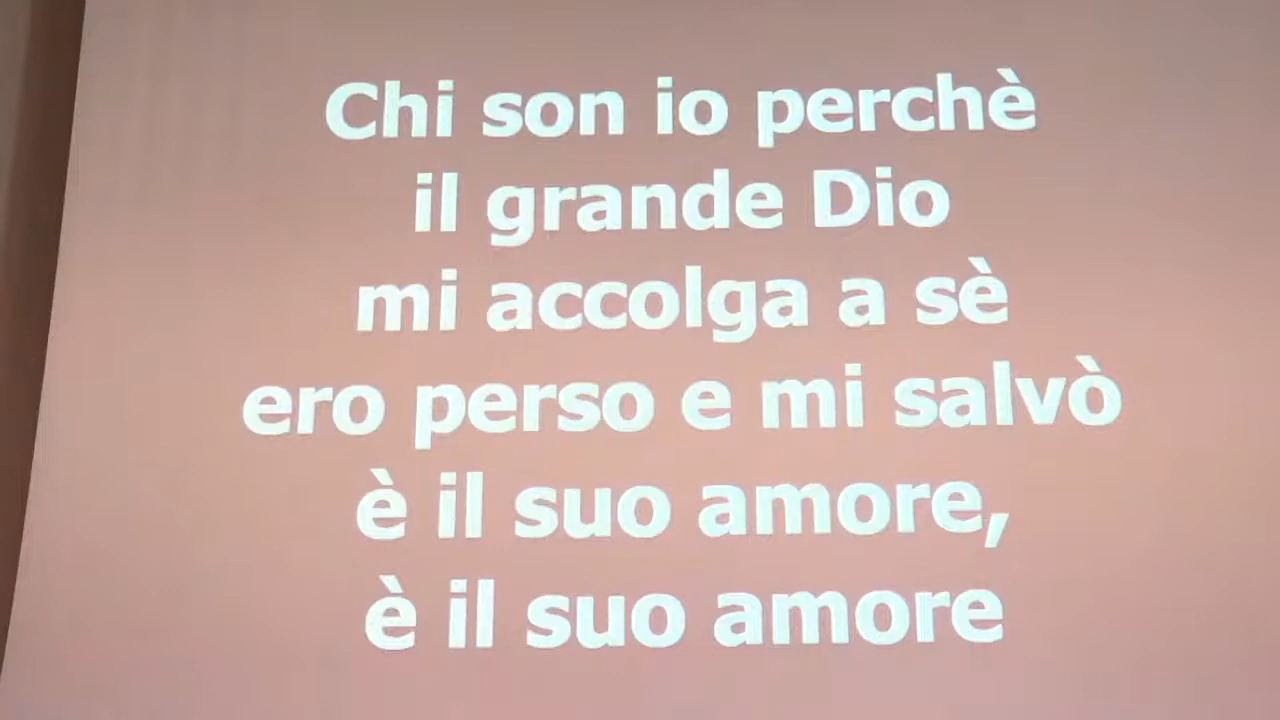 Chi son io perchè
il grande Dio
mi accolga a sè
ero perso e mi salvò
è il suo amore,
è il suo amore